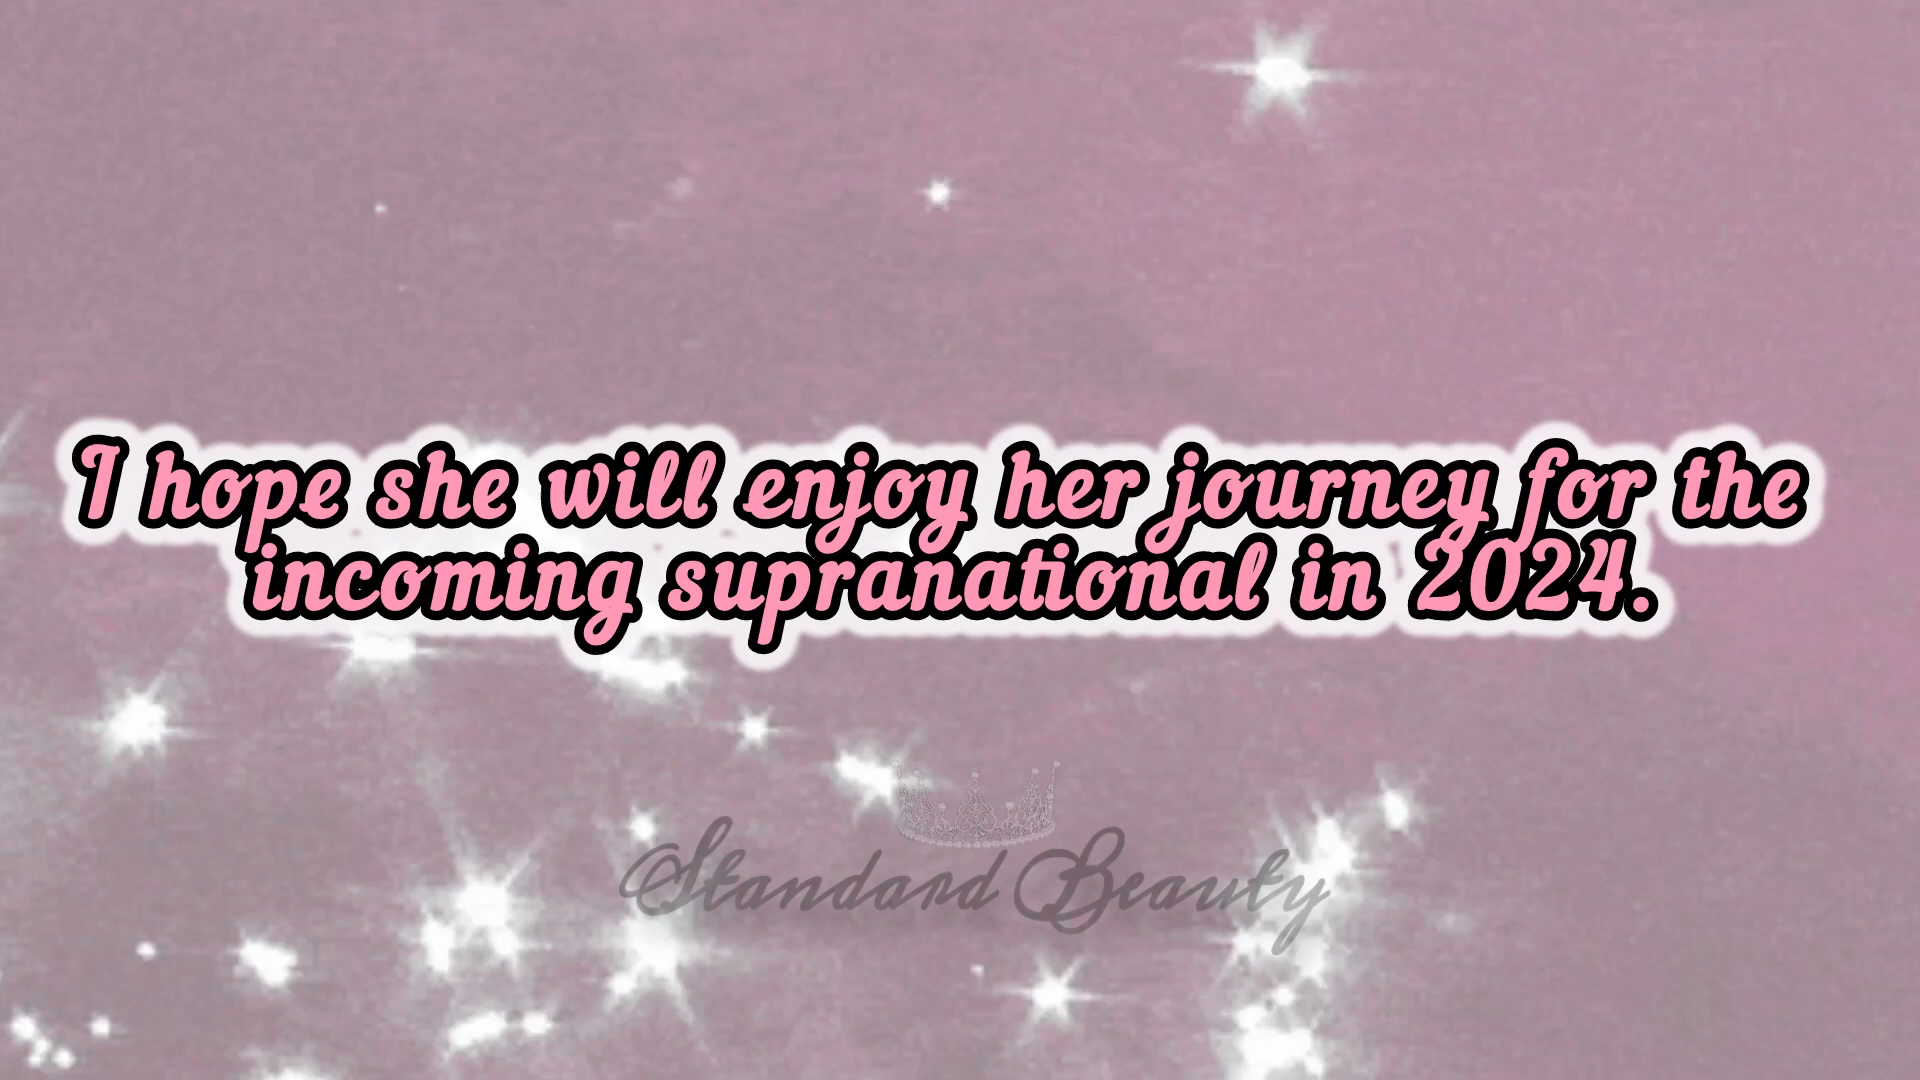 I hope she will enjoy her journey for the
incoming supranational in 2024.
Standard Beauty